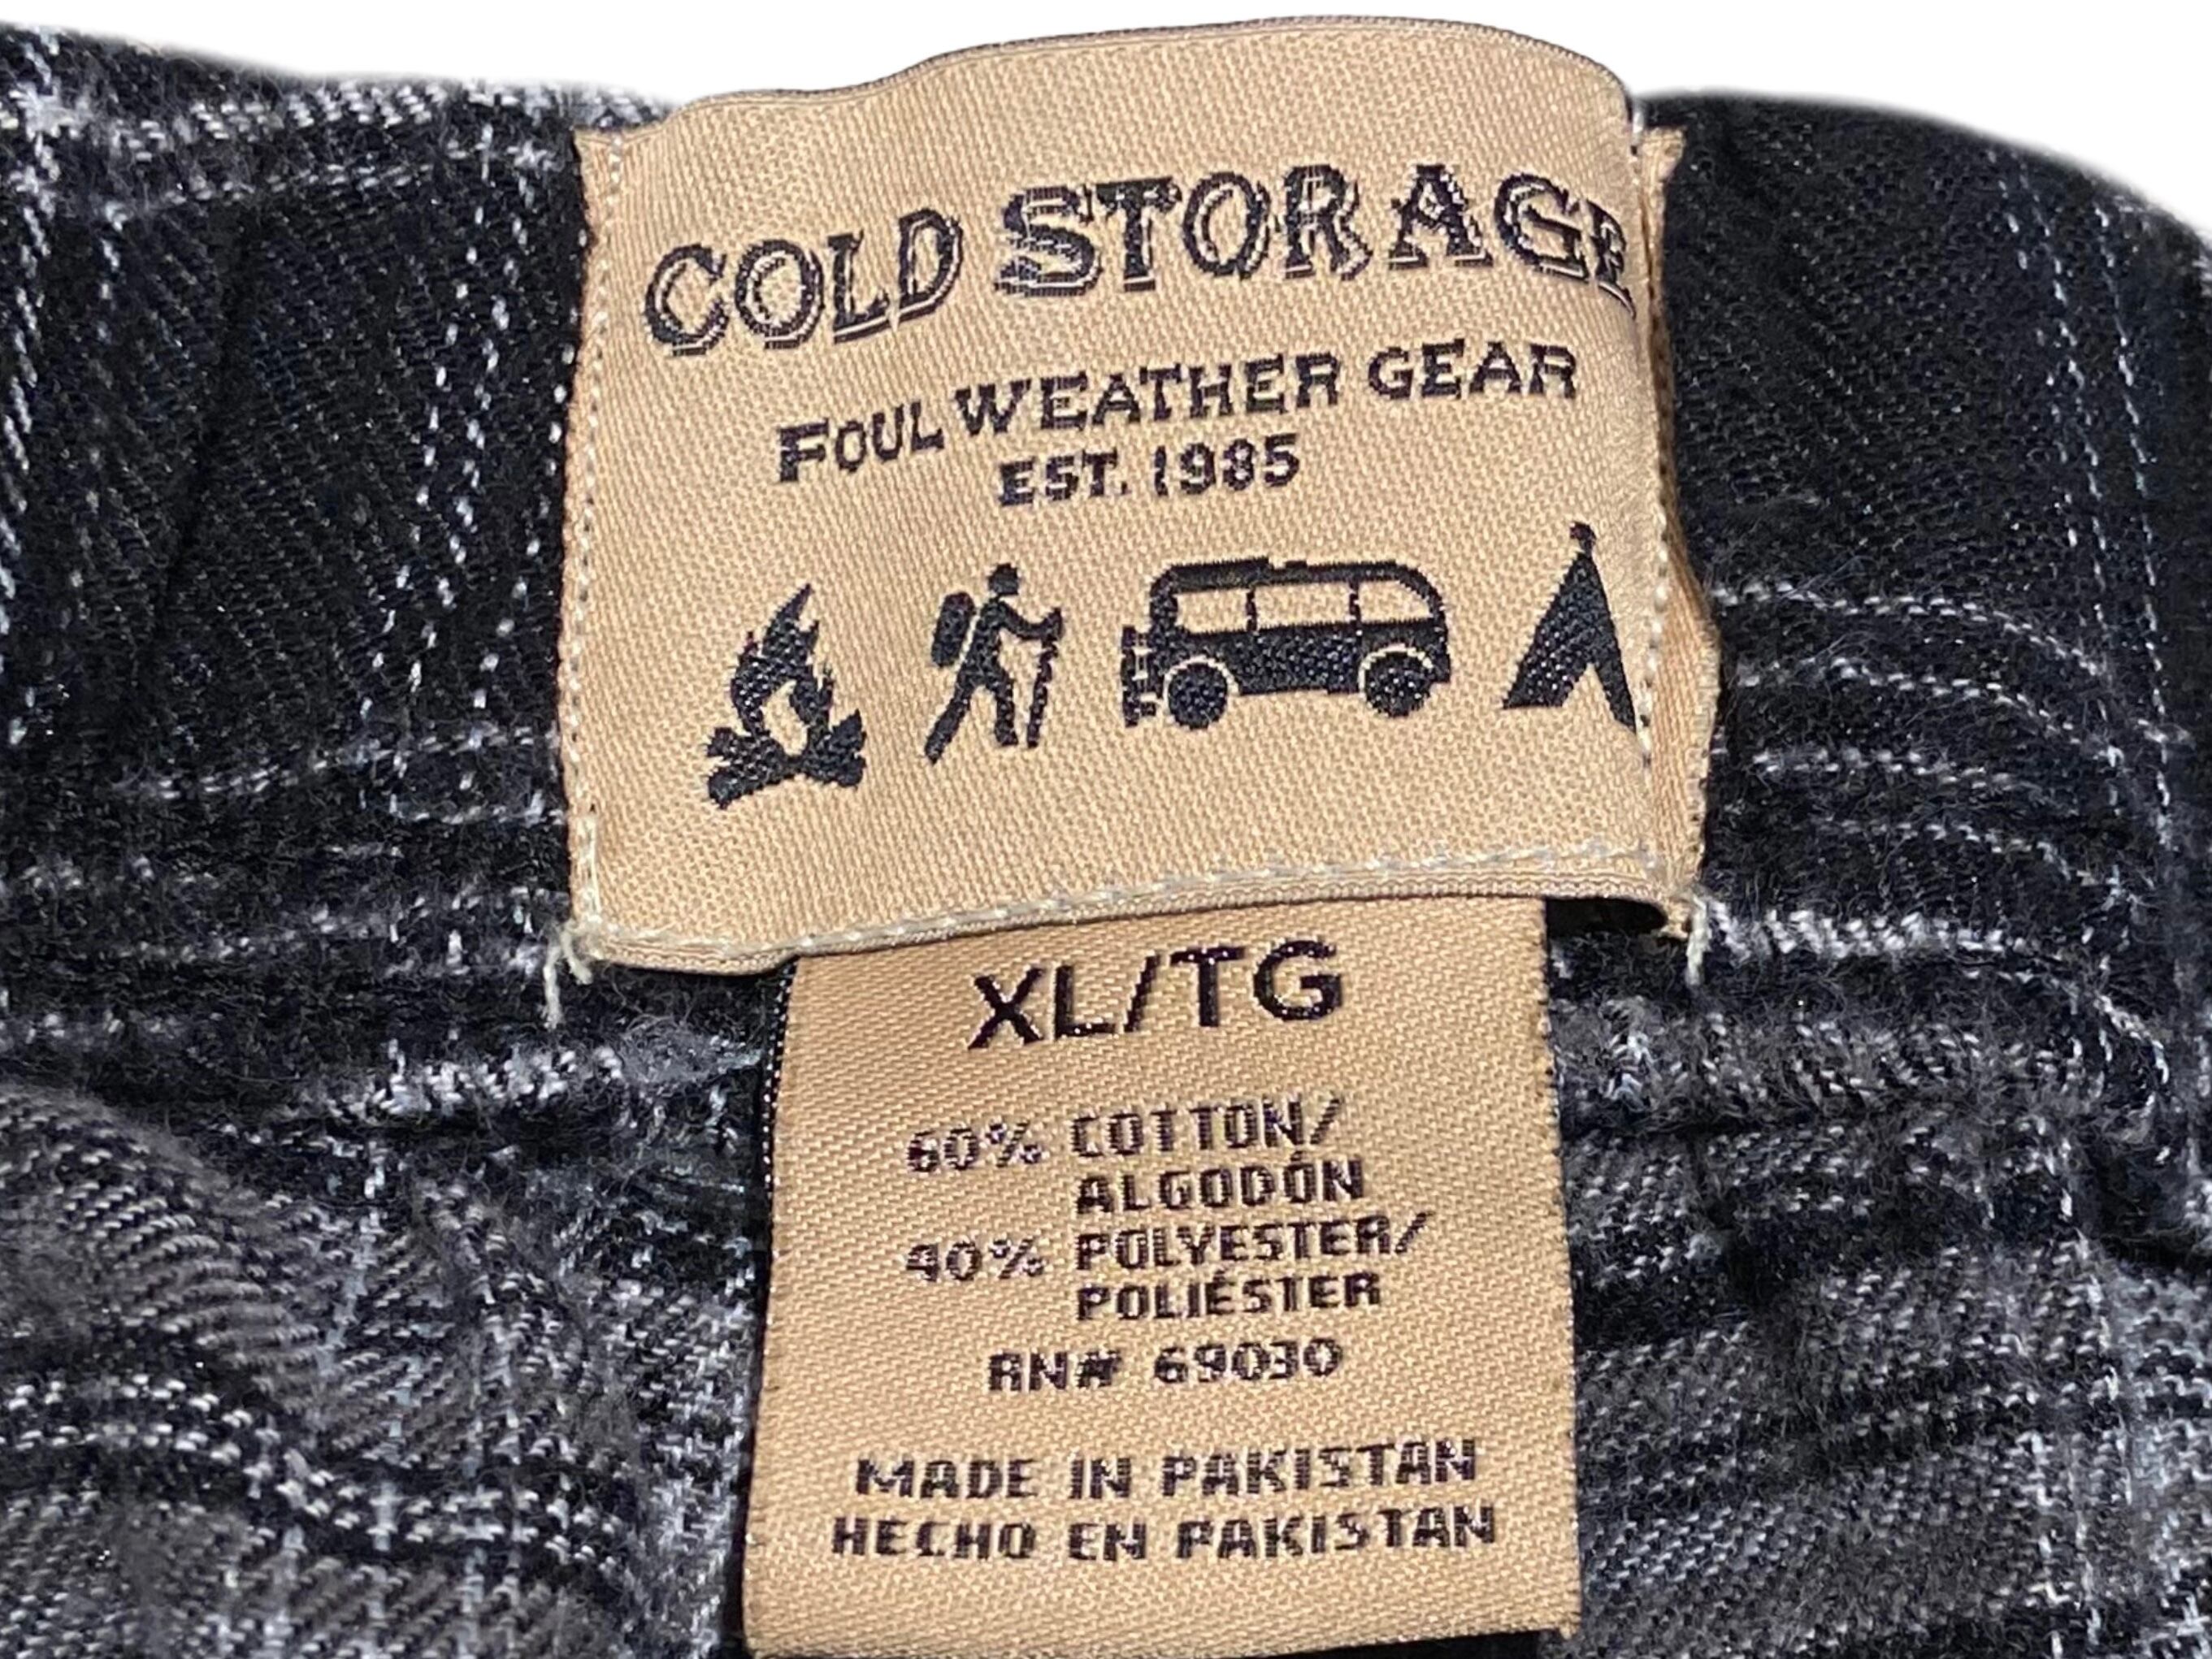 COLD STORAGE
FOUL WEATHER GEAR
EST. 1985
XL/TG
60% COTTON/
ALGODÓN
40% POLYESTER/
POLIÉSTER
RN# 69030
MADE IN PAKISTAN
HECHO EN PAKISTAN